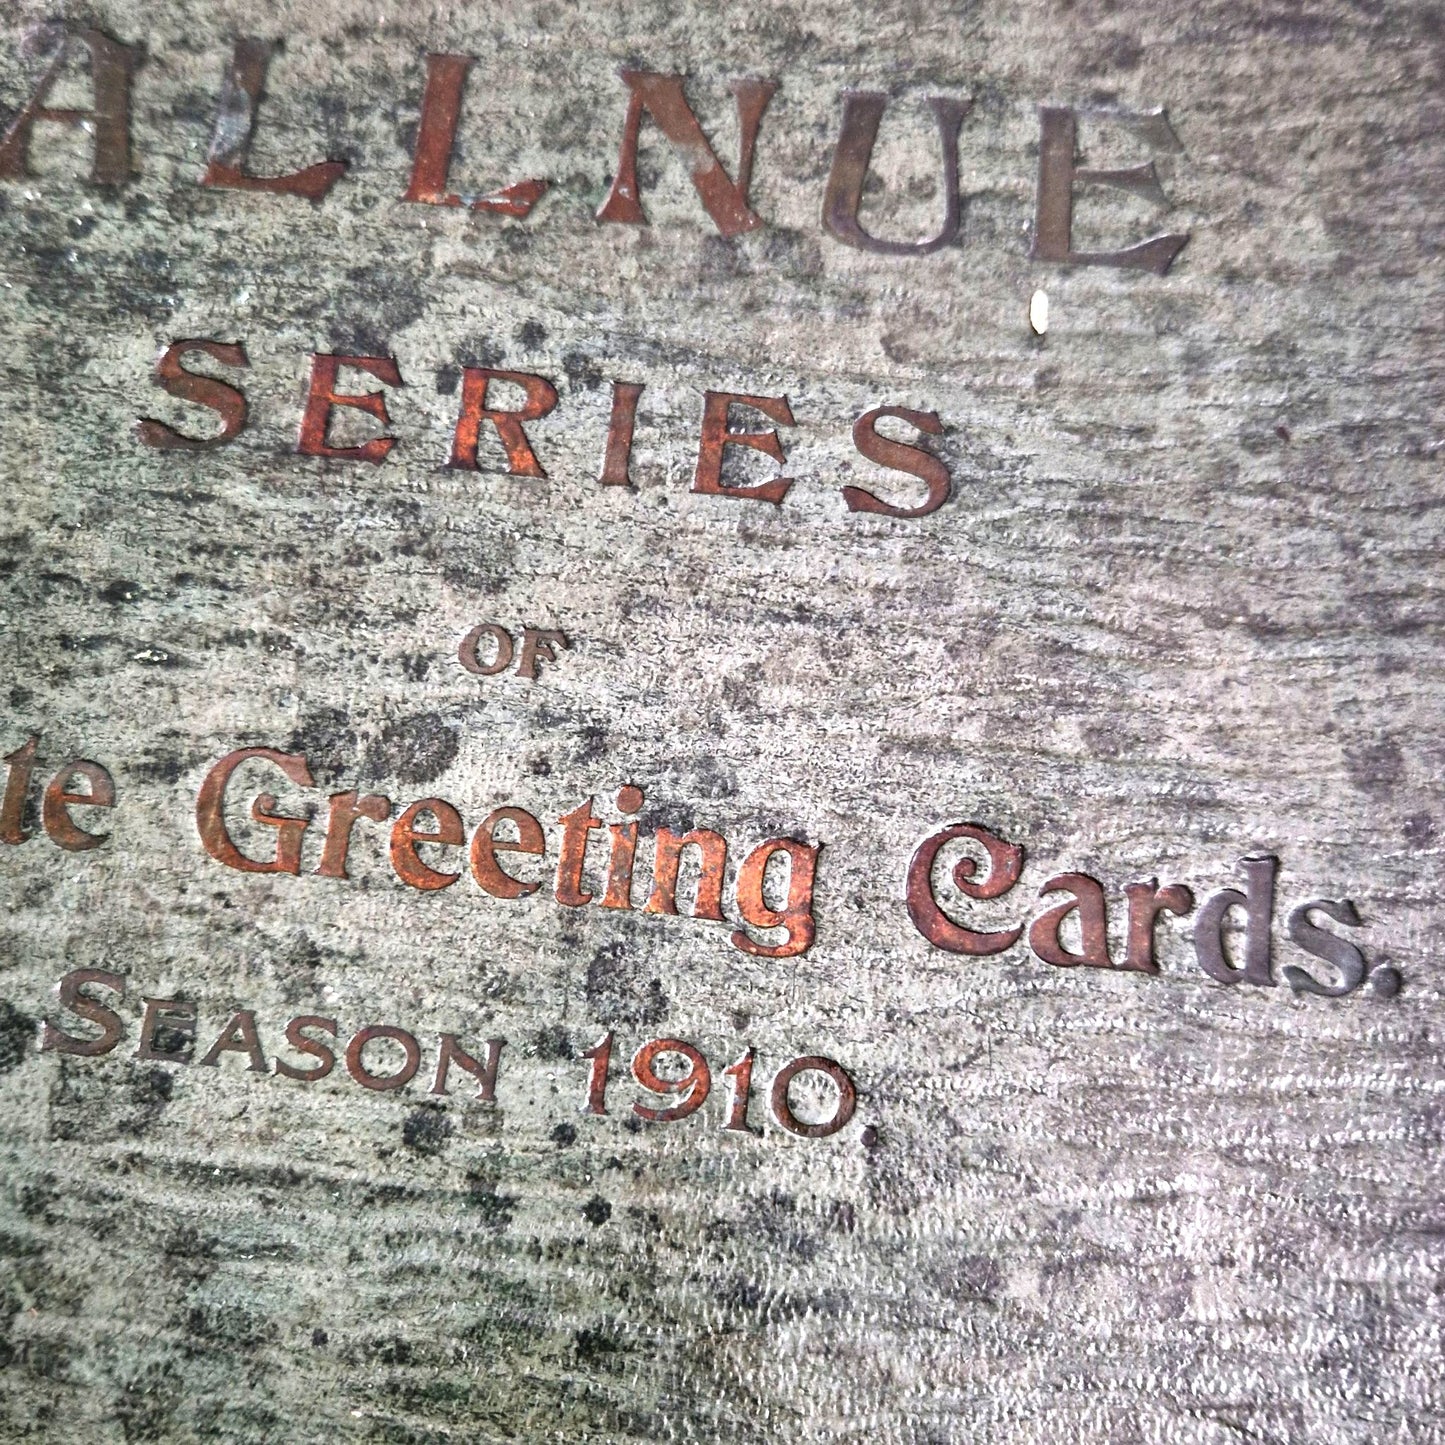 ALLNUE
SERIES
OF
te Greeting Cards.
SEASON 1910.